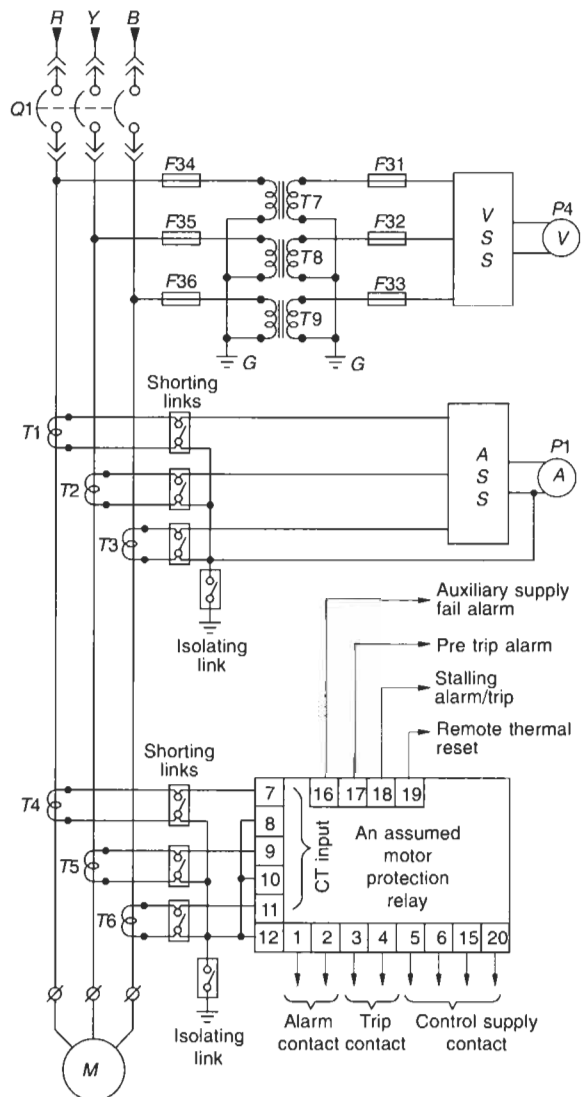 R Y B
Q1
F34 F31
T7
P4
F35 F32
V
S
S
V
T8
F36 F33
T9
G G
Shorting
links
T1
P1
A
S
S
A
T2
T3
Isolating
link
Auxiliary supply
fail alarm
Pre trip alarm
Stalling
alarm/trip
Remote thermal
reset
Shorting
links
T4
7 16 17 18 19
8
9
10
11
12 1 2 3 4 5 6 15 20
CT input
An assumed
motor
protection
relay
T5
T6
Isolating
link
Alarm
contact
Trip
contact
Control supply
contact
M